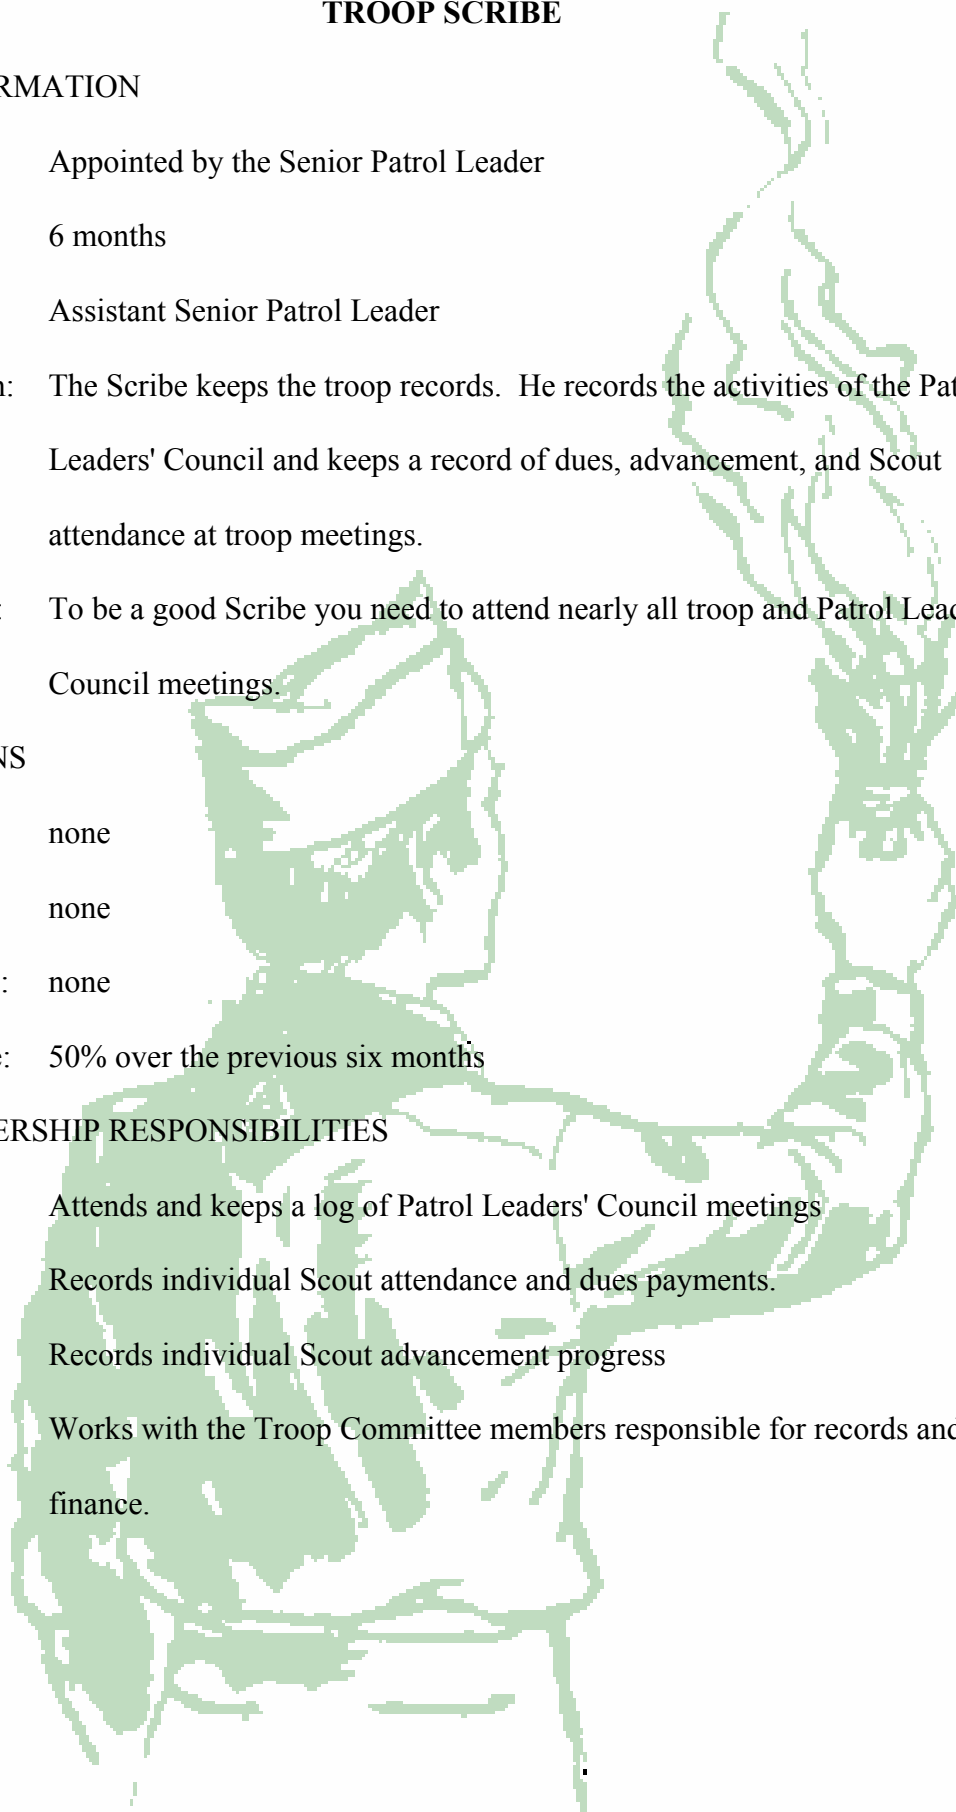 TROOP SCRIBE
RMATION
Appointed by the Senior Patrol Leader
6 months
Assistant Senior Patrol Leader
n: The Scribe keeps the troop records. He records the activities of the Pat
Leaders' Council and keeps a record of dues, advancement, and Scout
attendance at troop meetings.
: To be a good Scribe you need to attend nearly all troop and Patrol Lead
Council meetings.
NS
none
none
: none
e: 50% over the previous six months
ERSHIP RESPONSIBILITIES
Attends and keeps a log of Patrol Leaders' Council meetings
Records individual Scout attendance and dues payments.
Records individual Scout advancement progress
Works with the Troop Committee members responsible for records and
finance.